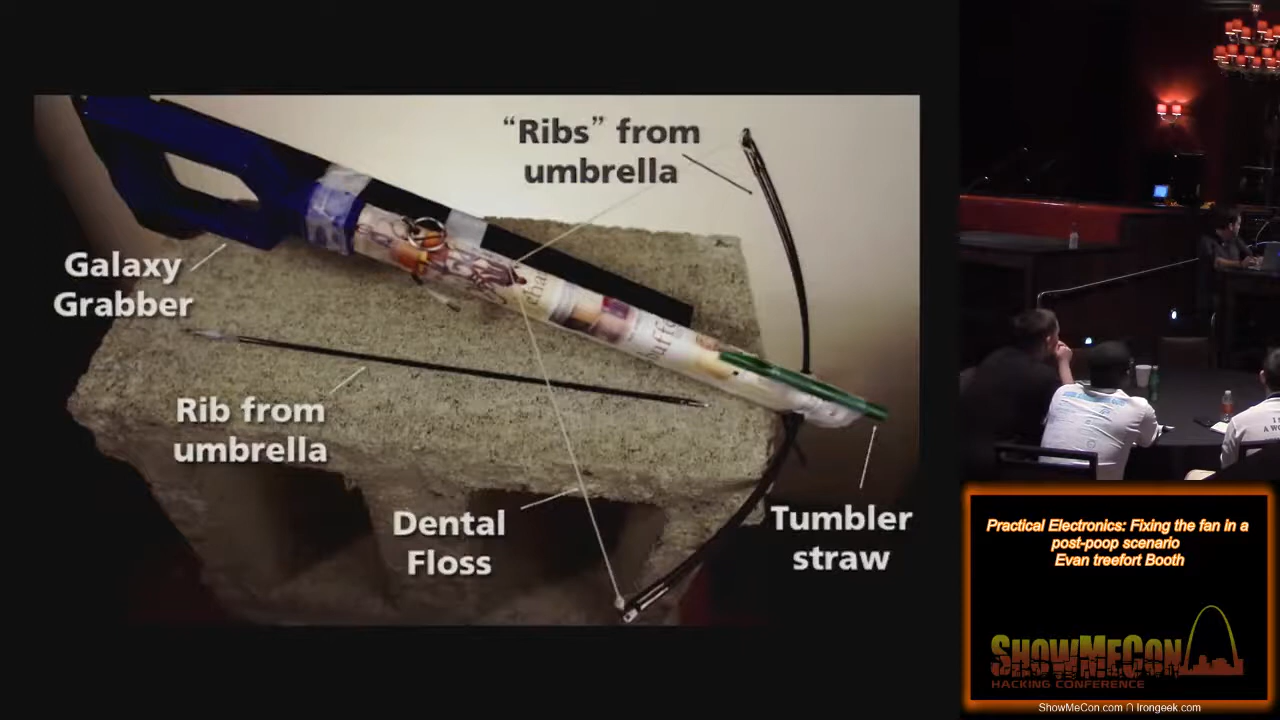 “Ribs” from
umbrella
Galaxy
Grabber
Rib from
umbrella
Dental
Floss
Tumbler
straw
Practical Electronics: Fixing the fan in a
post-poop scenario
Evan treefort Booth
SHOWMECON
HACKING CONFERENCE
ShowMeCon.com ∩ Irongeek.com